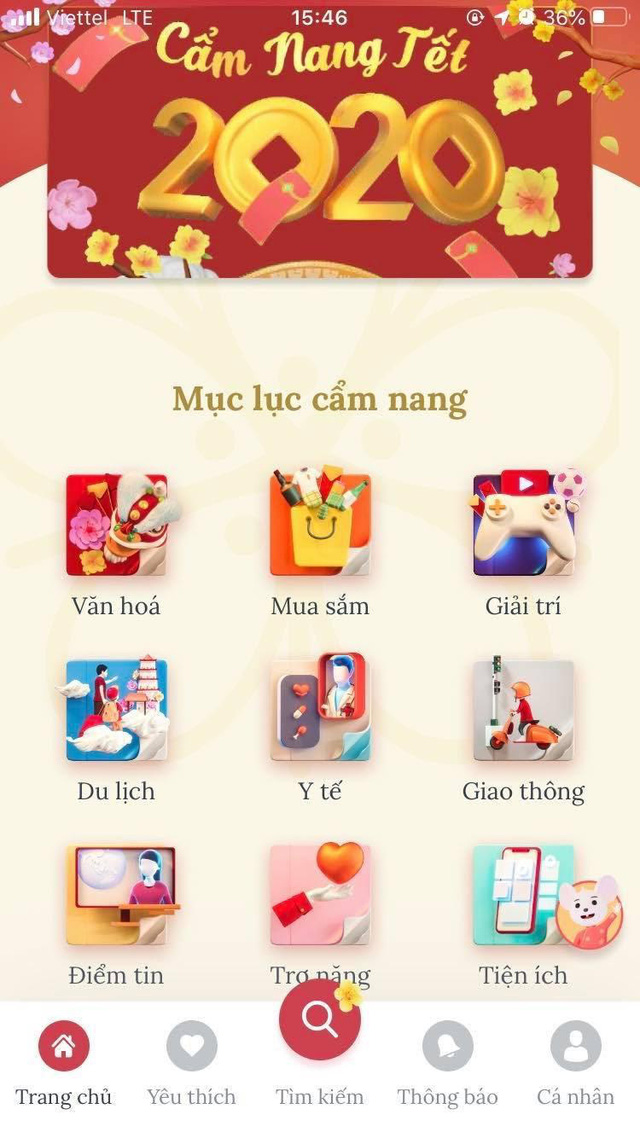 Viettel LTE 15:46 36%
Cẩm Nang Tết
2020
Mục lục cẩm nang
Văn hoá Mua sắm Giải trí
Du lịch Y tế Giao thông
Điểm tin Trợ năng Tiện ích
Trang chủ Yêu thích Tìm kiếm Thông báo Cá nhân